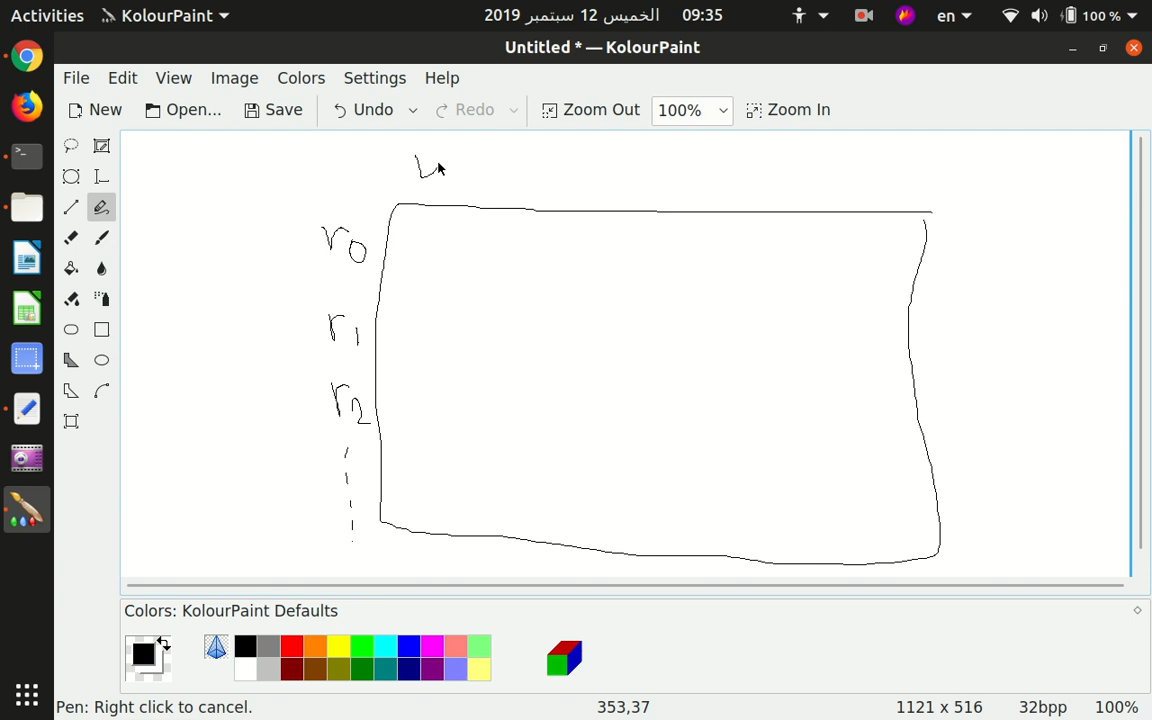 Activities KolourPaint 2019 الخميس 12 سبتمبر 09:35 en 100 %
Untitled * — KolourPaint
File Edit View Image Colors Settings Help
New Open... Save Undo Redo Zoom Out 100% Zoom In
r0
r1
r2
Colors: KolourPaint Defaults
Pen: Right click to cancel. 353,37 1121 x 516 32bpp 100%